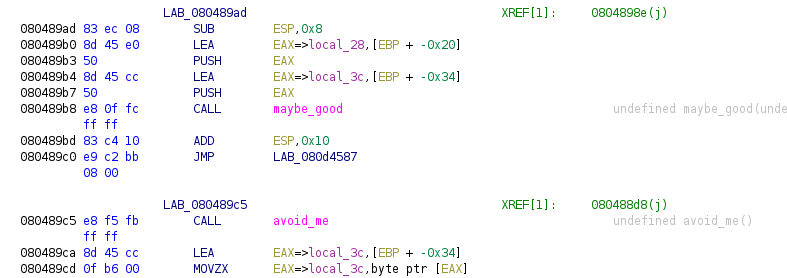 LAB_080489ad XREF[1]: 0804898e(j)
080489ad 83 ec 08 SUB ESP,0x8
080489b0 8d 45 e0 LEA EAX=>local_28,[EBP + -0x20]
080489b3 50 PUSH EAX
080489b4 8d 45 cc LEA EAX=>local_3c,[EBP + -0x34]
080489b7 50 PUSH EAX
080489b8 e8 0f fc CALL maybe_good undefined maybe_good(unde
ff ff
080489bd 83 c4 10 ADD ESP,0x10
080489c0 e9 c2 bb JMP LAB_080d4587
08 00
LAB_080489c5 XREF[1]: 080488d8(j)
080489c5 e8 f5 fb CALL avoid_me undefined avoid_me()
ff ff
080489ca 8d 45 cc LEA EAX=>local_3c,[EBP + -0x34]
080489cd 0f b6 00 MOVZX EAX=>local_3c,byte ptr [EAX]